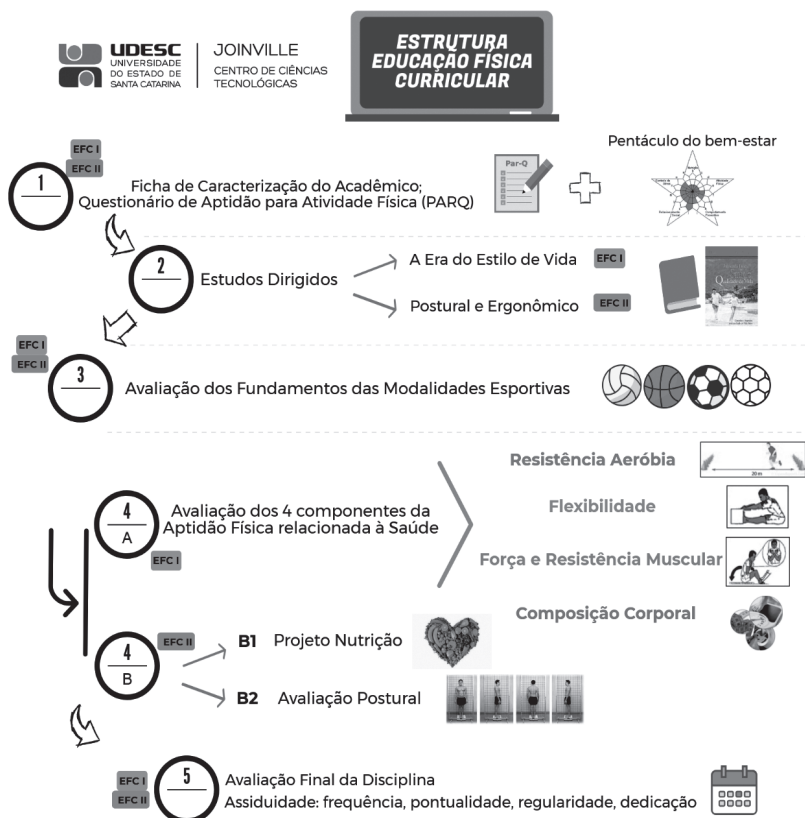 UDESC
UNIVERSIDADE
DO ESTADO DE
SANTA CATARINA
JOINVILLE
CENTRO DE CIÊNCIAS
TECNOLÓGICAS
ESTRUTURA
EDUCAÇÃO FÍSICA
CURRICULAR
EFC I
EFC II
1
Ficha de Caracterização do Acadêmico;
Questionário de Aptidão para Atividade Física (PARQ)
Par-Q
Pentáculo do bem-estar
2
Estudos Dirigidos
A Era do Estilo de Vida
EFC I
Postural e Ergonômico
EFC II
EFC I
EFC II
3
Avaliação dos Fundamentos das Modalidades Esportivas
4
A
EFC I
Avaliação dos 4 componentes da
Aptidão Física relacionada à Saúde
Resistência Aeróbia
20 m
Flexibilidade
Força e Resistência Muscular
Composição Corporal
4
B
EFC II
B1 Projeto Nutrição
B2 Avaliação Postural
EFC I
EFC II
5
Avaliação Final da Disciplina
Assiduidade: frequência, pontualidade, regularidade, dedicação